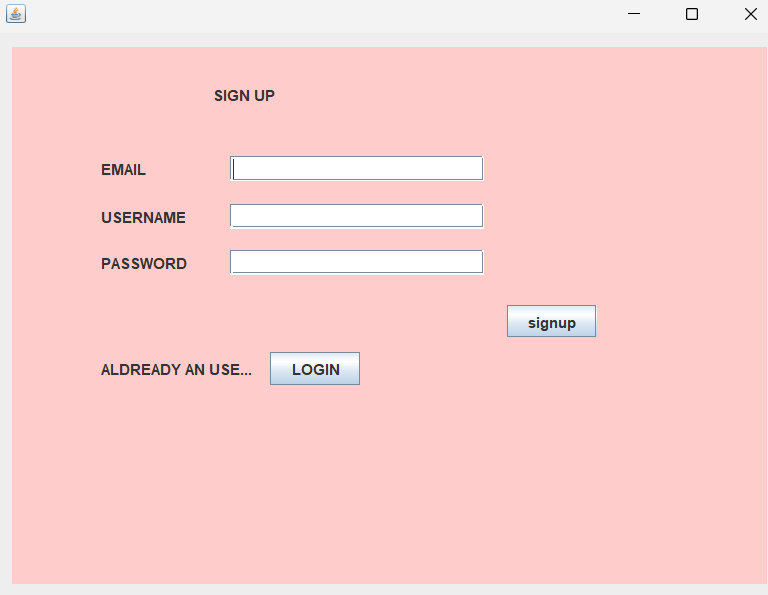 SIGN UP
EMAIL
USERNAME
PASSWORD
signup
ALDREADY AN USE... LOGIN